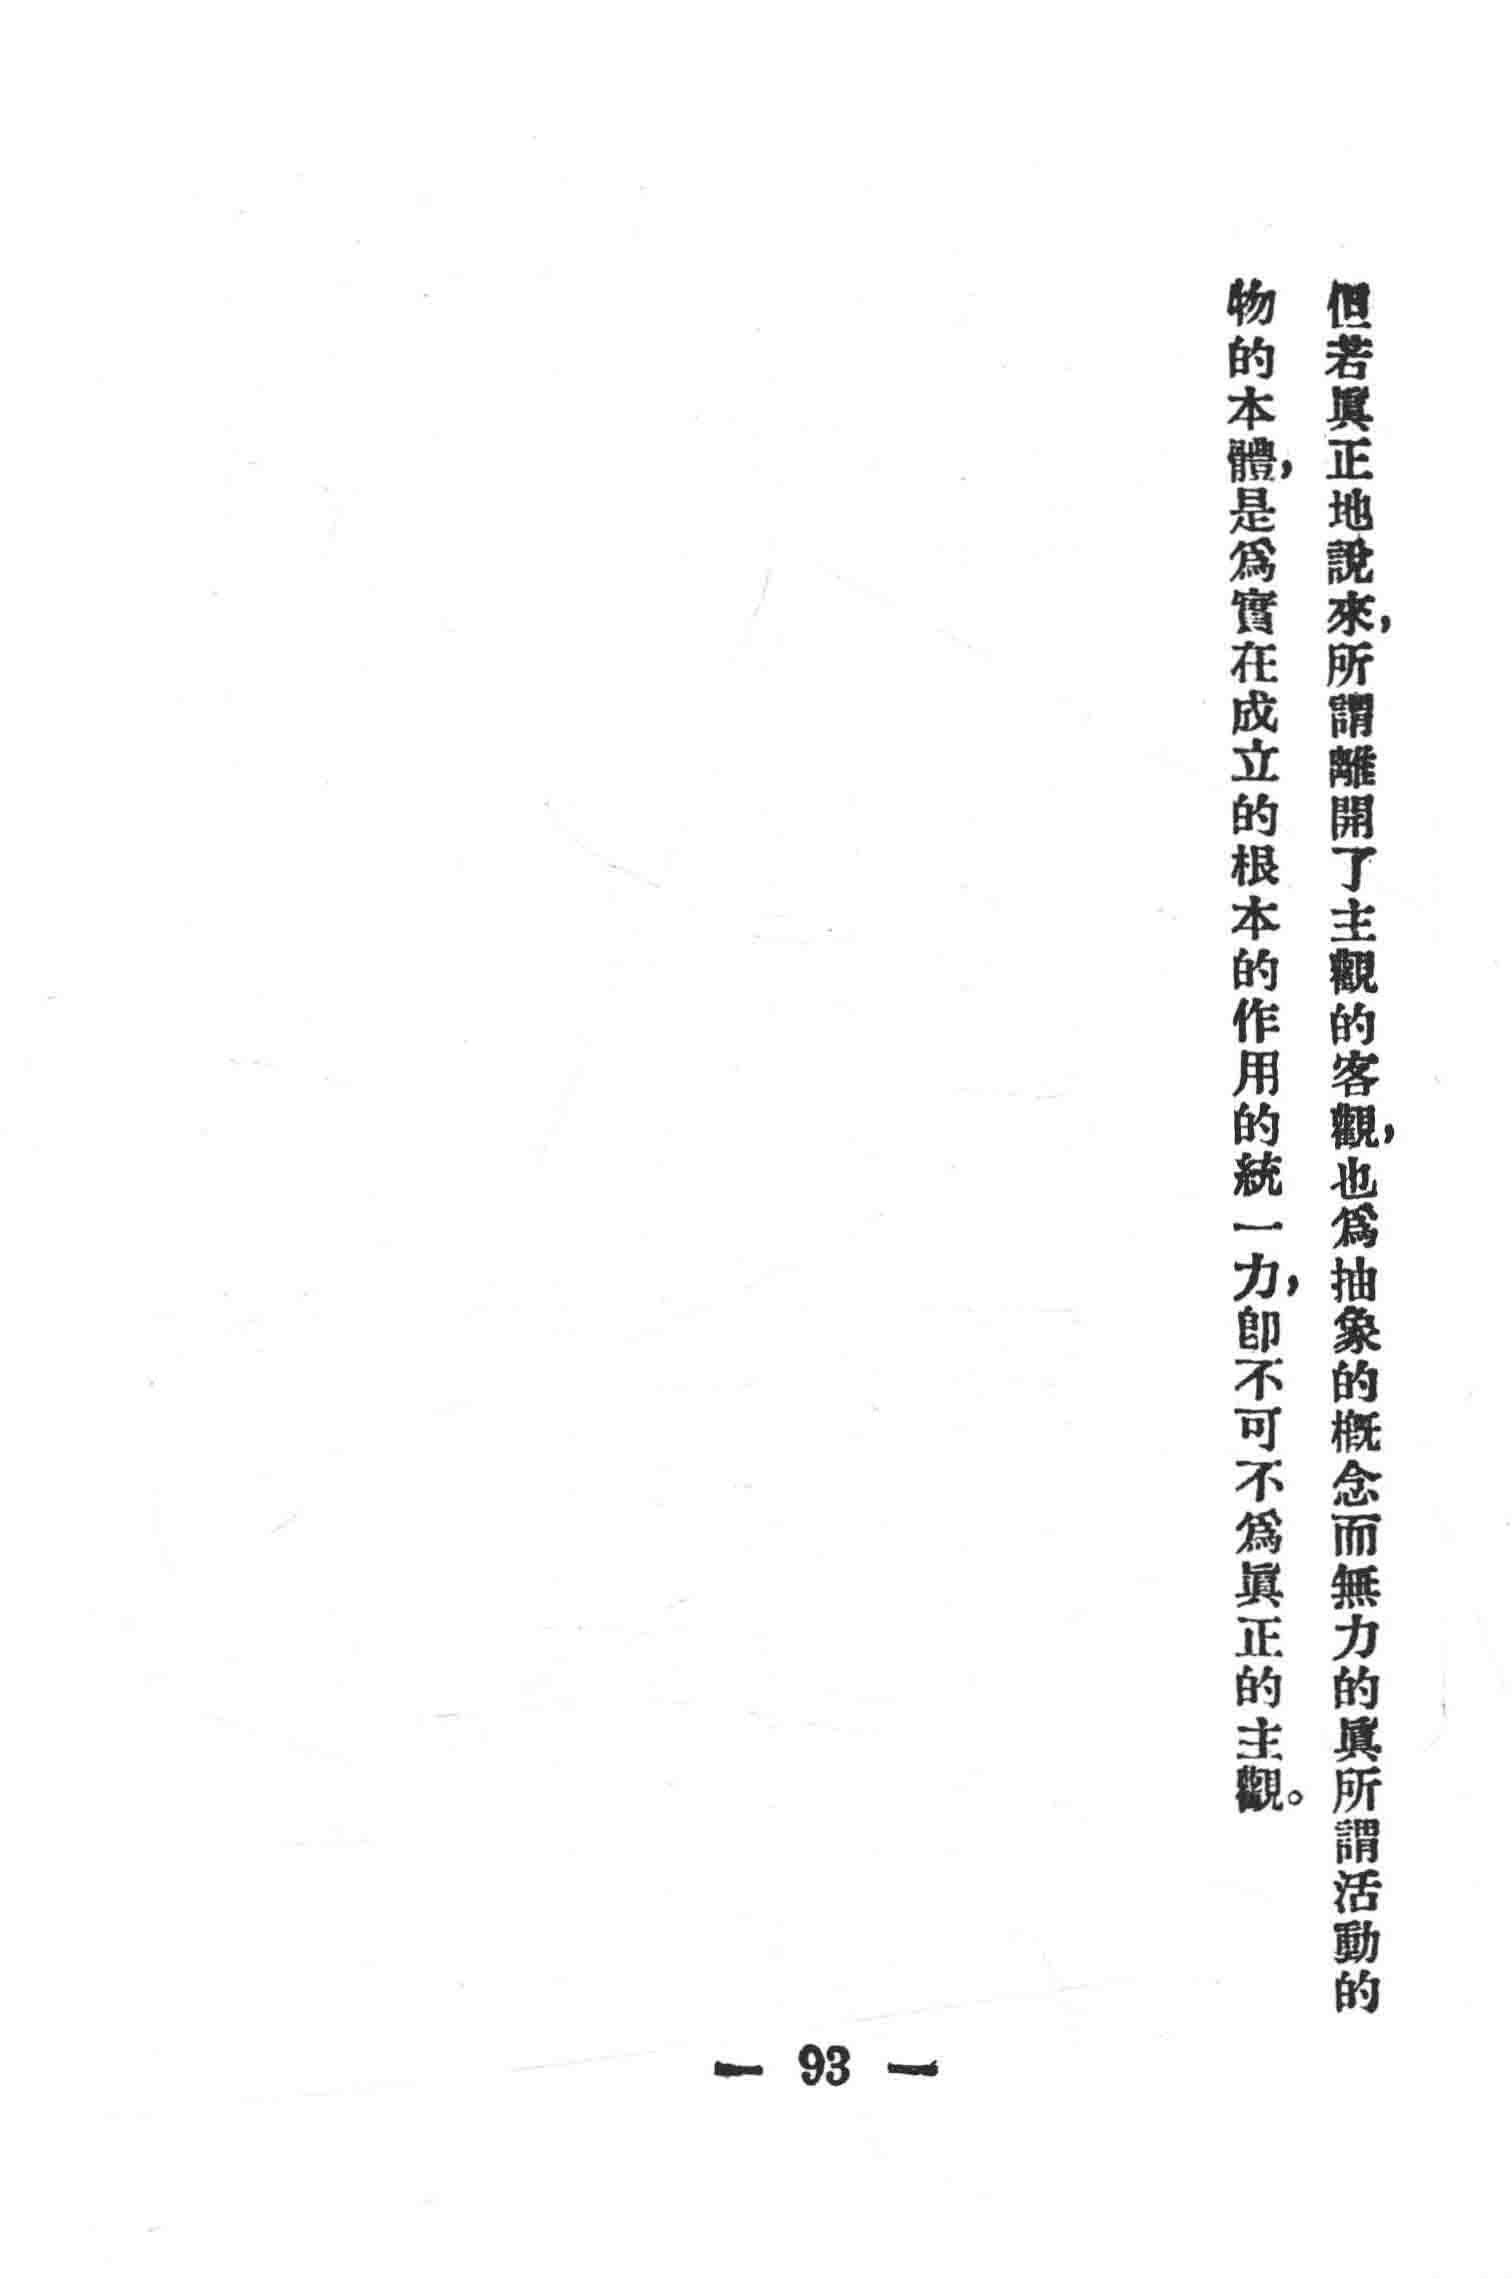 但若眞正地說來，所謂離開了主觀的客觀，也爲抽象的槪念而無力的眞所謂活動的
物的本體，是爲實在成立的根本的作用的統一力，卽不可不爲眞正的主觀。
— 93 —